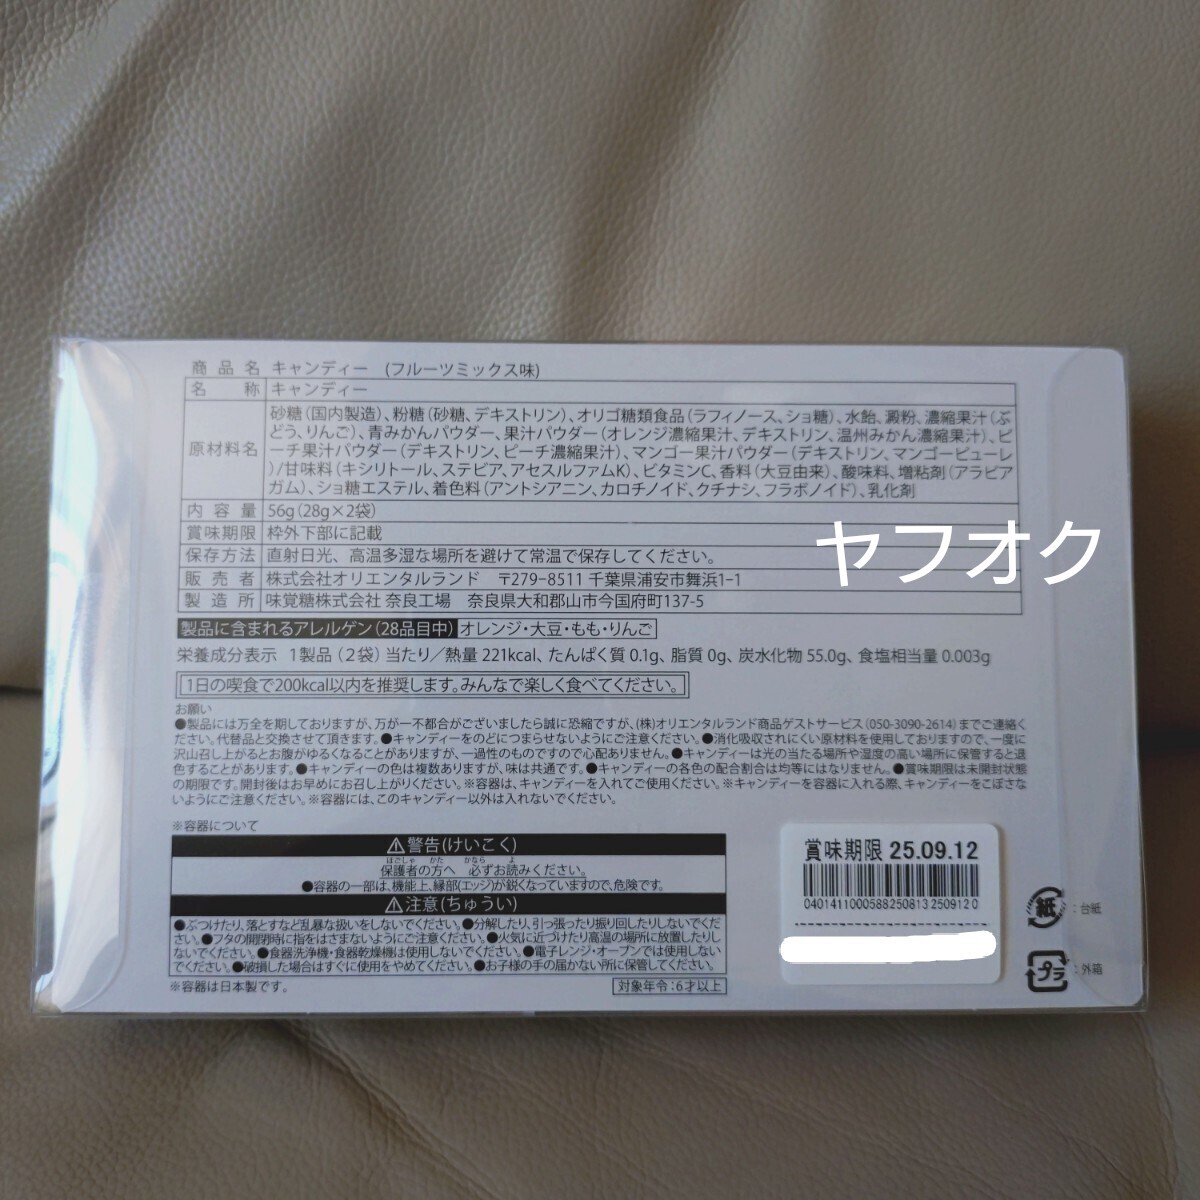 商品名 キャンディー (フルーツミックス味)
名称 キャンディー
原材料名 砂糖(国内製造)、粉糖(砂糖、デキストリン)、オリゴ糖類食品(ラフィノース、ショ糖)、水飴、澱粉、濃縮果汁(ぶ
どう、りんご)、青みかんパウダー、果汁パウダー(オレンジ濃縮果汁、デキストリン、温州みかん濃縮果汁)、ピ
ーチ果汁パウダー(デキストリン、ピーチ濃縮果汁)、マンゴー果汁パウダー(デキストリン、マンゴーピューレ
)/甘味料(キシリトール、ステビア、アセスルファムK)、ビタミンC、香料(大豆由来)、酸味料、増粘剤(アラビア
ガム)、ショ糖エステル、着色料(アントシアニン、カロチノイド、クチナシ、フラボノイド)、乳化剤
内容量 56g(28g×2袋)
賞味期限 枠外下部に記載
保存方法 直射日光、高温多湿な場所を避けて常温で保存してください。
販売者 株式会社オリエンタルランド 〒279-8511 千葉県浦安市舞浜1-1
製造所 味覚糖株式会社 奈良工場 奈良県大和郡山市今国府町137-5
ヤフオク
製品に含まれるアレルゲン(28品目中) オレンジ・大豆・もも・りんご
栄養成分表示 1製品(2袋)当たり/熱量 221kcal、たんぱく質 0.1g、脂質 0g、炭水化物 55.0g、食塩相当量 0.003g
1日の喫食で200kcal以内を推奨します。みんなで楽しく食べてください。
お願い
●製品には万全を期しておりますが、万が一不都合がございましたら誠に恐縮ですが、(株)オリエンタルランド商品ゲストサービス(050-3090-2614)までご連絡く
ださい。代替品と交換させて頂きます。●キャンディーをのどにつまらせないようにご注意ください。●消化吸収されにくい原材料を使用しておりますので、一度に
沢山召し上がるとお腹がゆるくなることがありますが、一過性のものですので心配ありません。●キャンディーは光の当たる場所や湿度の高い場所に保管すると退
色することがあります。●キャンディーの色は複数ありますが、味は共通です。●キャンディーの各色の配合割合は均等にはなりません。●賞味期限は未開封状態
の期限です。開封後はお早めにお召し上がりください。※容器は、キャンディーを入れてご使用ください。※キャンディーを容器に入れる際、キャンディーをこぼさな
いようにご注意ください。※容器には、このキャンディー以外は入れないでください。
※容器について
⚠警告(けいこく)
保護者の方へ 必ずお読みください。
●容器の一部は、機能上、縁部(エッジ)が鋭くなっていますので、危険です。
⚠注意(ちゅうい)
●ぶつけたり、落とすなど乱暴な扱いをしないでください。●分解したり、引っ張ったり振り回したりしないでくだ
さい。●フタの開閉時に指をはさまないようにご注意ください。●火気に近づけたり高温の場所に放置したりし
ないでください。●食器洗浄機・食器乾燥機は使用しないでください。●電子レンジ・オーブンでは使用しない
でください。●破損した場合はすぐに使用をやめてください。●お子様の手の届かない所に保管してください。
※容器は日本製です。
対象年令:6才以上
賞味期限 25.09.12
0401411000588250813 2509120
紙 :台紙
プラ :外装